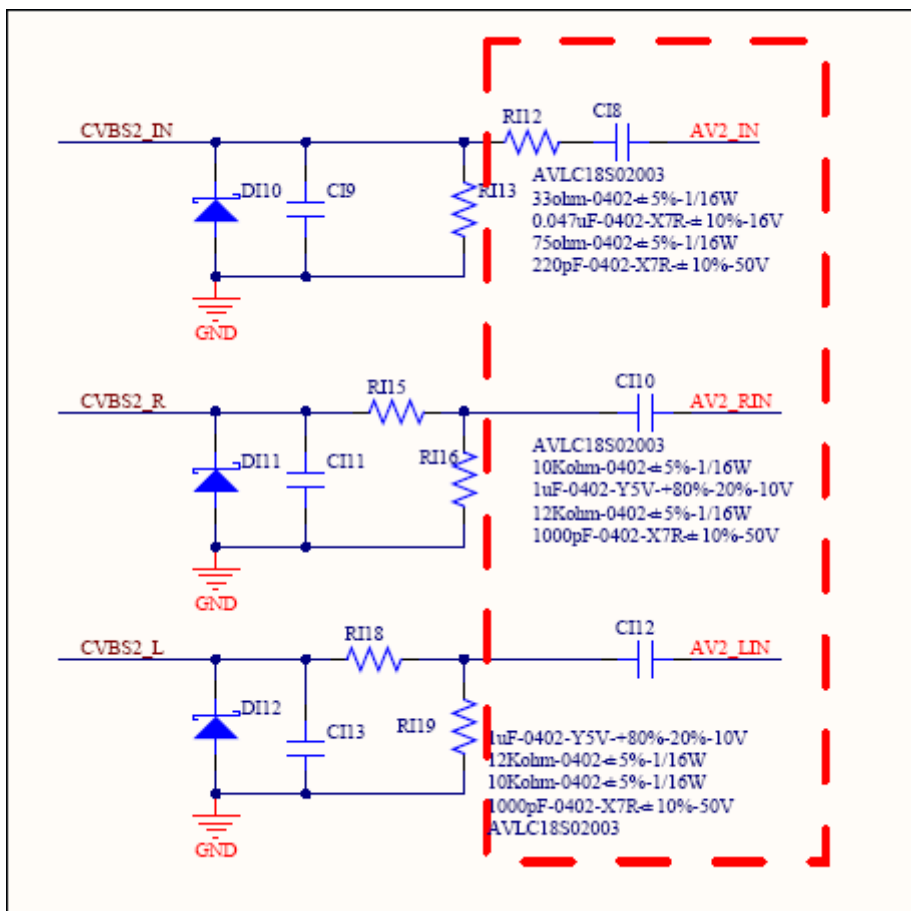 CVBS2_IN
RI12
CI8
AV2_IN
DI10
CI9
RI13
AVLC18S02003
33ohm-0402-±5%-1/16W
0.047uF-0402-X7R-±10%-16V
75ohm-0402-±5%-1/16W
220pF-0402-X7R-±10%-50V
GND
CVBS2_R
RI15
CI10
AV2_RIN
DI11
CI11
RI16
AVLC18S02003
10Kohm-0402-±5%-1/16W
1uF-0402-Y5V-+80%-20%-10V
12Kohm-0402-±5%-1/16W
1000pF-0402-X7R-±10%-50V
GND
CVBS2_L
RI18
CI12
AV2_LIN
DI12
CI13
RI19
1uF-0402-Y5V-+80%-20%-10V
12Kohm-0402-±5%-1/16W
10Kohm-0402-±5%-1/16W
1000pF-0402-X7R-±10%-50V
AVLC18S02003
GND